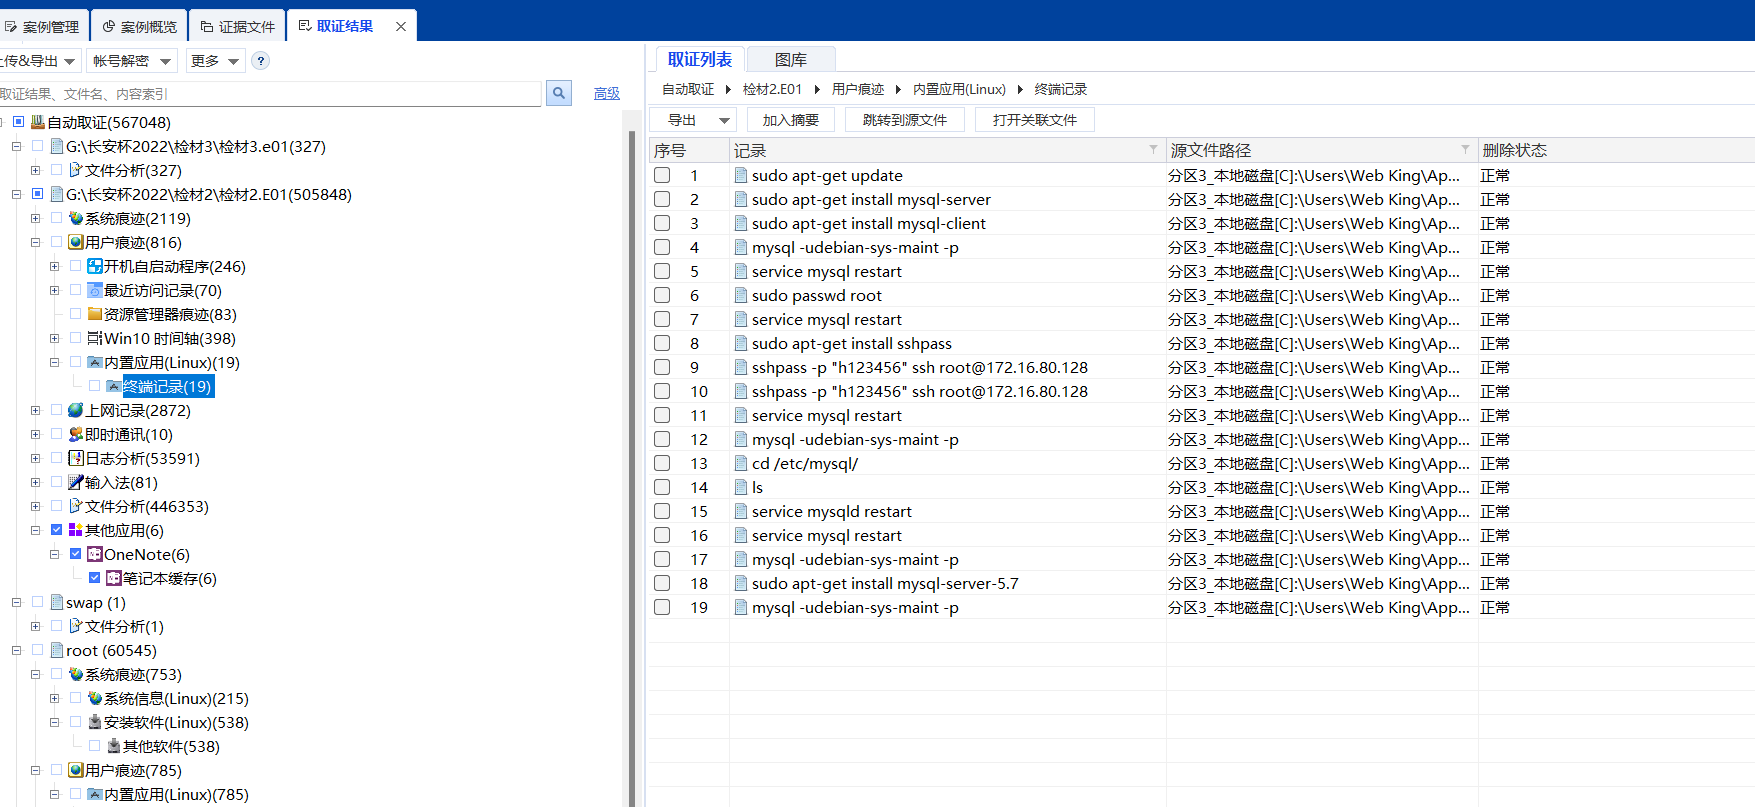 案例管理
案例概览
证据文件
取证结果
上传&导出
帐号解密
更多
?
取证结果、文件名、内容索引
高级
自动取证(567048)
G:\长安杯2022\检材3\检材3.e01(327)
文件分析(327)
G:\长安杯2022\检材2\检材2.E01(505848)
系统痕迹(2119)
用户痕迹(816)
开机自启动程序(246)
最近访问记录(70)
资源管理器痕迹(83)
Win10 时间轴(398)
内置应用(Linux)(19)
终端记录(19)
上网记录(2872)
即时通讯(10)
日志分析(53591)
输入法(81)
文件分析(446353)
其他应用(6)
OneNote(6)
笔记本缓存(6)
swap (1)
文件分析(1)
root (60545)
系统痕迹(753)
系统信息(Linux)(215)
安装软件(Linux)(538)
其他软件(538)
用户痕迹(785)
内置应用(Linux)(785)
取证列表
图库
自动取证 检材2.E01 用户痕迹 内置应用(Linux) 终端记录
导出 加入摘要 跳转到源文件 打开关联文件
序号 记录 源文件路径 删除状态
1 sudo apt-get update 分区3_本地磁盘[C]:\Users\Web King\Ap... 正常
2 sudo apt-get install mysql-server 分区3_本地磁盘[C]:\Users\Web King\Ap... 正常
3 sudo apt-get install mysql-client 分区3_本地磁盘[C]:\Users\Web King\Ap... 正常
4 mysql -udebian-sys-maint -p 分区3_本地磁盘[C]:\Users\Web King\Ap... 正常
5 service mysql restart 分区3_本地磁盘[C]:\Users\Web King\Ap... 正常
6 sudo passwd root 分区3_本地磁盘[C]:\Users\Web King\Ap... 正常
7 service mysql restart 分区3_本地磁盘[C]:\Users\Web King\Ap... 正常
8 sudo apt-get install sshpass 分区3_本地磁盘[C]:\Users\Web King\Ap... 正常
9 sshpass -p "h123456" ssh root@172.16.80.128 分区3_本地磁盘[C]:\Users\Web King\Ap... 正常
10 sshpass -p "h123456" ssh root@172.16.80.128 分区3_本地磁盘[C]:\Users\Web King\App... 正常
11 service mysql restart 分区3_本地磁盘[C]:\Users\Web King\App... 正常
12 mysql -udebian-sys-maint -p 分区3_本地磁盘[C]:\Users\Web King\App... 正常
13 cd /etc/mysql/ 分区3_本地磁盘[C]:\Users\Web King\App... 正常
14 ls 分区3_本地磁盘[C]:\Users\Web King\App... 正常
15 service mysqld restart 分区3_本地磁盘[C]:\Users\Web King\App... 正常
16 service mysql restart 分区3_本地磁盘[C]:\Users\Web King\App... 正常
17 mysql -udebian-sys-maint -p 分区3_本地磁盘[C]:\Users\Web King\App... 正常
18 sudo apt-get install mysql-server-5.7 分区3_本地磁盘[C]:\Users\Web King\App... 正常
19 mysql -udebian-sys-maint -p 分区3_本地磁盘[C]:\Users\Web King\App... 正常